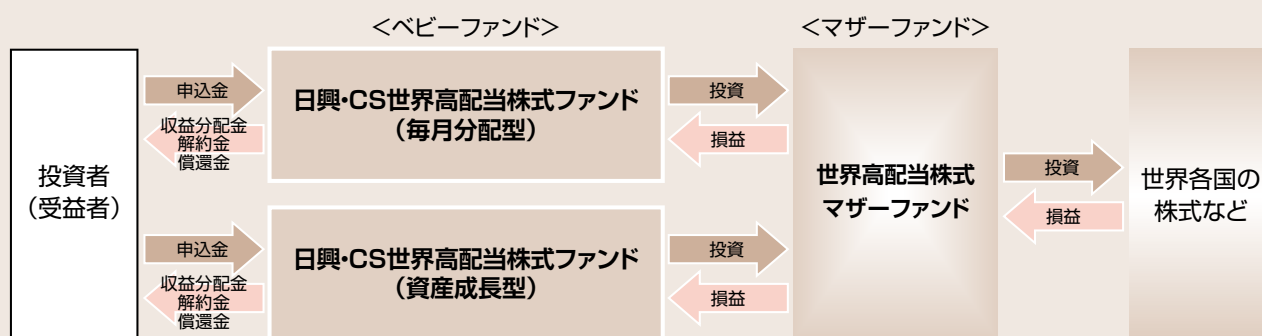 <ベビーファンド>
<マザーファンド>
投資者
(受益者)
申込金
収益分配金
解約金
償還金
日興・CS世界高配当株式ファンド
(毎月分配型)
投資
損益
申込金
収益分配金
解約金
償還金
日興・CS世界高配当株式ファンド
(資産成長型)
投資
損益
世界高配当株式
マザーファンド
投資
損益
世界各国の
株式など